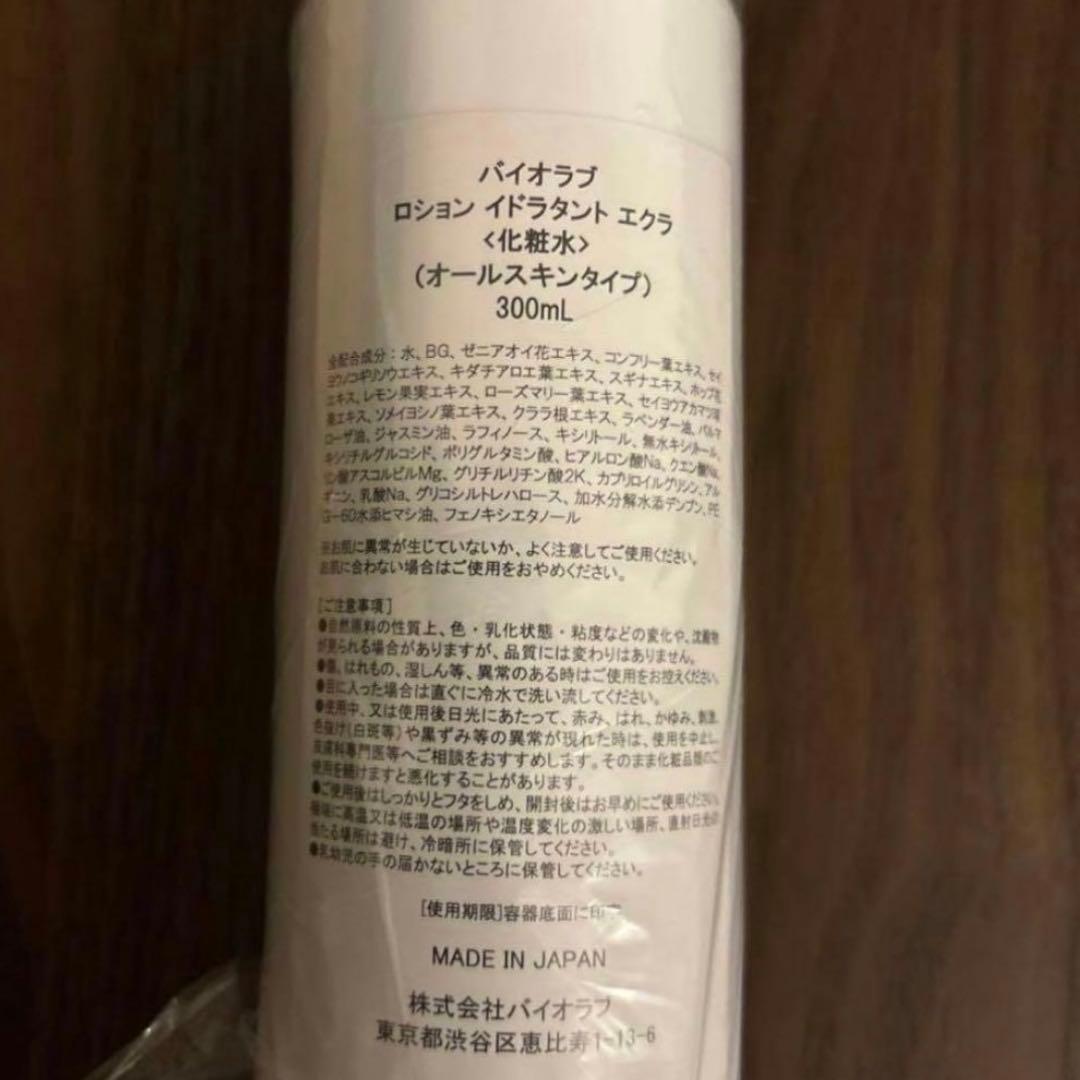 バイオラブ
ロション イドラタント エクラ
<化粧水>
(オールスキンタイプ)
300mL
全配合成分：水、BG、ゼニアオイ花エキス、コンフリー葉エキス、セイ
ヨウノコギリソウエキス、キダチアロエ葉エキス、スギナエキス、ホップ花
エキス、レモン果実エキス、ローズマリー葉エキス、セイヨウアカマツ球
果エキス、ソメイヨシノ葉エキス、クララ根エキス、ラベンダー油、パルマ
ローザ油、ジャスミン油、ラフィノース、キシリトール、無水キシリトール、
キシリチルグルコシド、ポリグルタミン酸、ヒアルロン酸Na、クエン酸Na、
リン酸アスコルビルMg、グリチルリチン酸2K、カプリロイルグリシン、アル
ギニン、乳酸Na、グリコシルトレハロース、加水分解水添デンプン、PE
G−60水添ヒマシ油、フェノキシエタノール
※お肌に異常が生じていないか、よく注意してご使用ください。
お肌に合わない場合はご使用をおやめください。
[ご注意事項]
●自然原料の性質上、色・乳化状態・粘度などの変化や、沈殿物
が見られる場合がありますが、品質には変わりはありません。
●傷、はれもの、湿しん等、異常のある時はご使用をお控えください。
●目に入った場合は直ぐに冷水で洗い流してください。
●使用中、又は使用後日光にあたって、赤み、はれ、かゆみ、刺激、
色抜け(白斑等)や黒ずみ等の異常が現れた時は、使用を中止し、
皮膚科専門医等へご相談をおすすめします。そのまま化粧品類のご
使用を続けますと悪化することがあります。
●ご使用後はしっかりとフタをしめ、開封後はお早めにご使用ください。
極端に高温又は低温の場所や温度変化の激しい場所、直射日光の
当たる場所は避け、冷暗所に保管してください。
●乳幼児の手の届かないところに保管してください。
[使用期限]容器底面に印字
MADE IN JAPAN
株式会社バイオラブ
東京都渋谷区恵比寿1-13-6